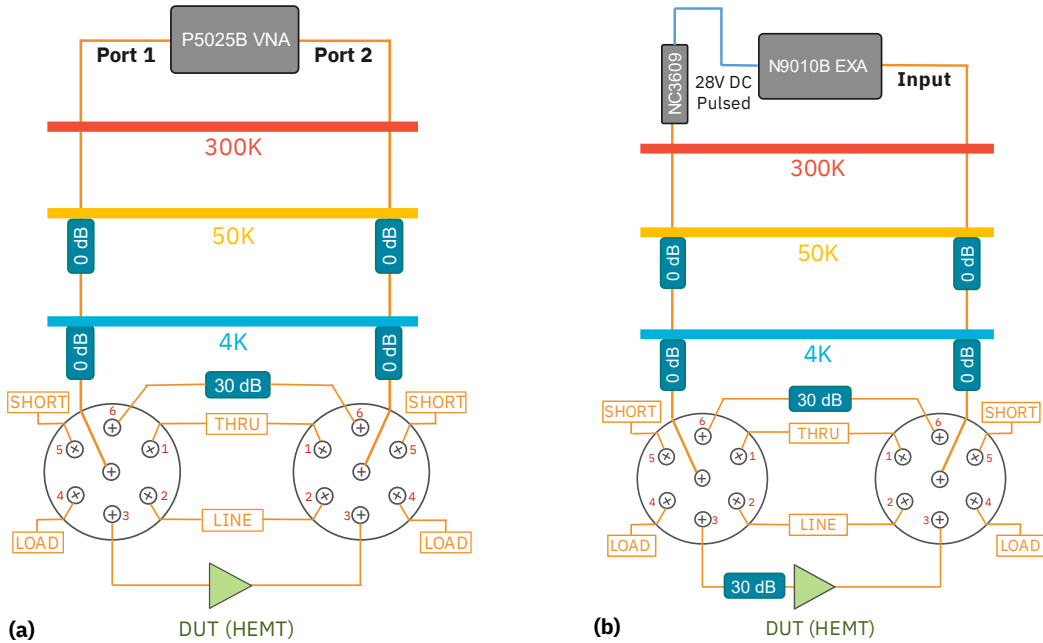 P5025B VNA
Port 1
Port 2
300K
50K
0 dB
0 dB
4K
0 dB
0 dB
30 dB
SHORT
SHORT
THRU
6
5
1
4
2
3
6
1
5
2
4
3
LINE
LOAD
LOAD
(a)
DUT (HEMT)
NC3609
28V DC
Pulsed
N9010B EXA
Input
300K
50K
0 dB
0 dB
4K
0 dB
0 dB
30 dB
SHORT
SHORT
THRU
6
5
1
4
2
3
6
1
5
2
4
3
LINE
LOAD
LOAD
30 dB
(b)
DUT (HEMT)